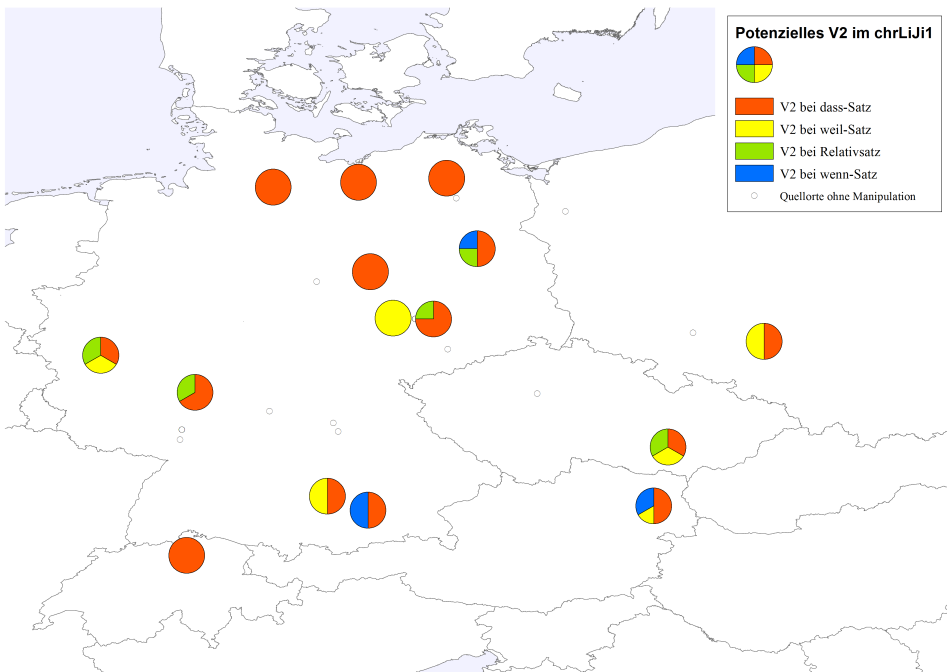 Potenzielles V2 im chrLiJi1
V2 bei dass-Satz
V2 bei weil-Satz
V2 bei Relativsatz
V2 bei wenn-Satz
Quellorte ohne Manipulation